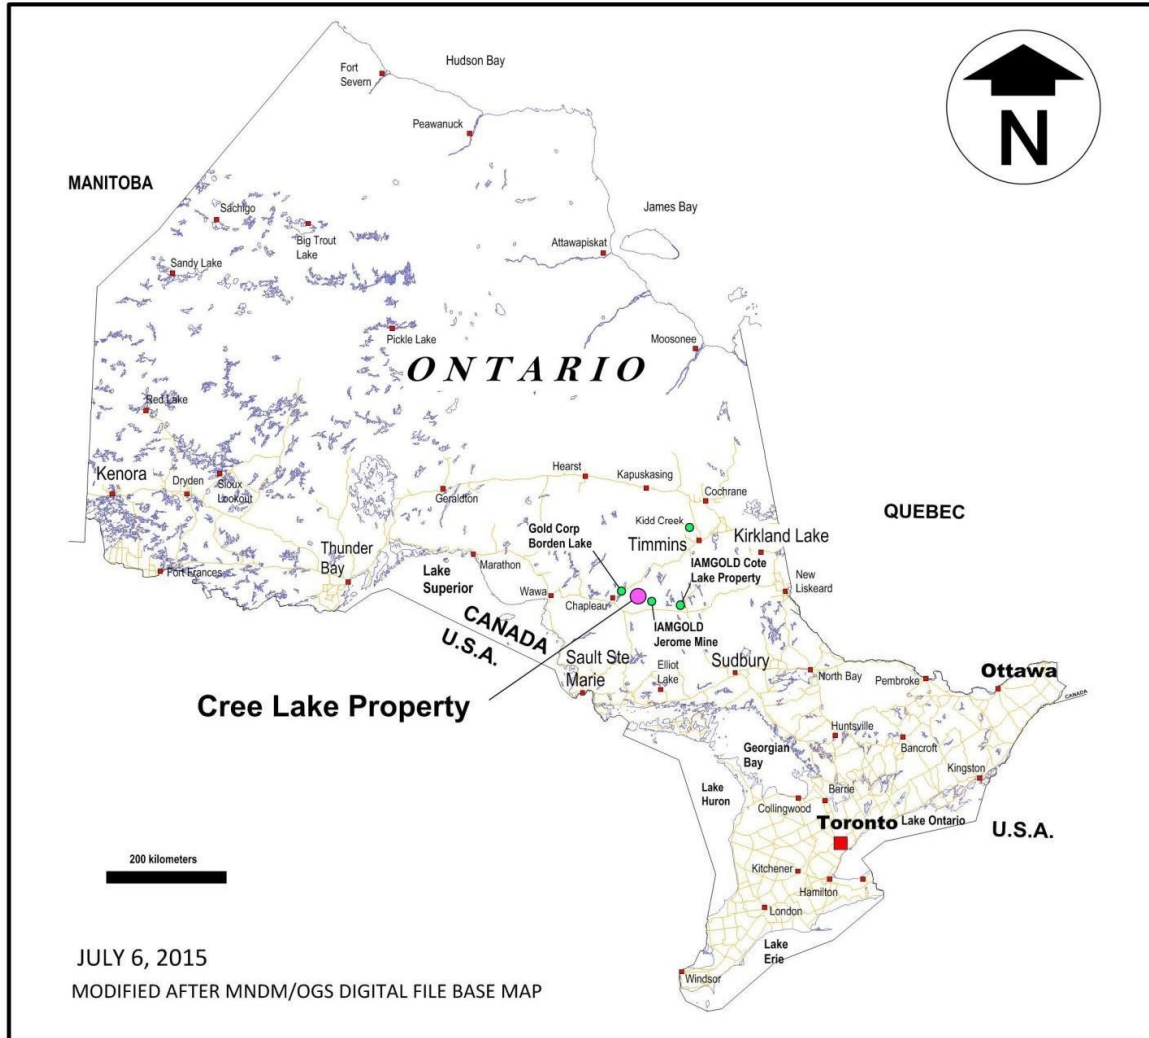 Fort
Severn
Hudson Bay
Peawanuck
N
MANITOBA
Sachigo
Big Trout
Lake
James Bay
Attawapiskat
Sandy Lake
Pickle Lake
Moosonee
ONTARIO
Red Lake
Kenora
Dryden
Sioux
Lookout
Hearst
Kapuskasing
Geraldton
Cochrane
QUEBEC
Kidd Creek
Gold Corp
Borden Lake
Timmins
Kirkland Lake
Thunder
Bay
Fort Frances
Marathon
Lake
Superior
IAMGOLD Cote
Lake Property
New
Liskeard
Wawa
Chapleau
CANADA
U.S.A.
IAMGOLD
Jerome Mine
Sault Ste
Marie
Elliot
Lake
Sudbury
North Bay
Pembroke
Ottawa
CANADA
Cree Lake Property
Huntsville
Bancroft
Georgian
Bay
Kingston
Lake
Huron
Barrie
Collingwood
Toronto
Lake Ontario
U.S.A.
200 kilometers
Kitchener
Hamilton
London
Lake
Erie
Windsor
JULY 6, 2015
MODIFIED AFTER MNDM/OGS DIGITAL FILE BASE MAP